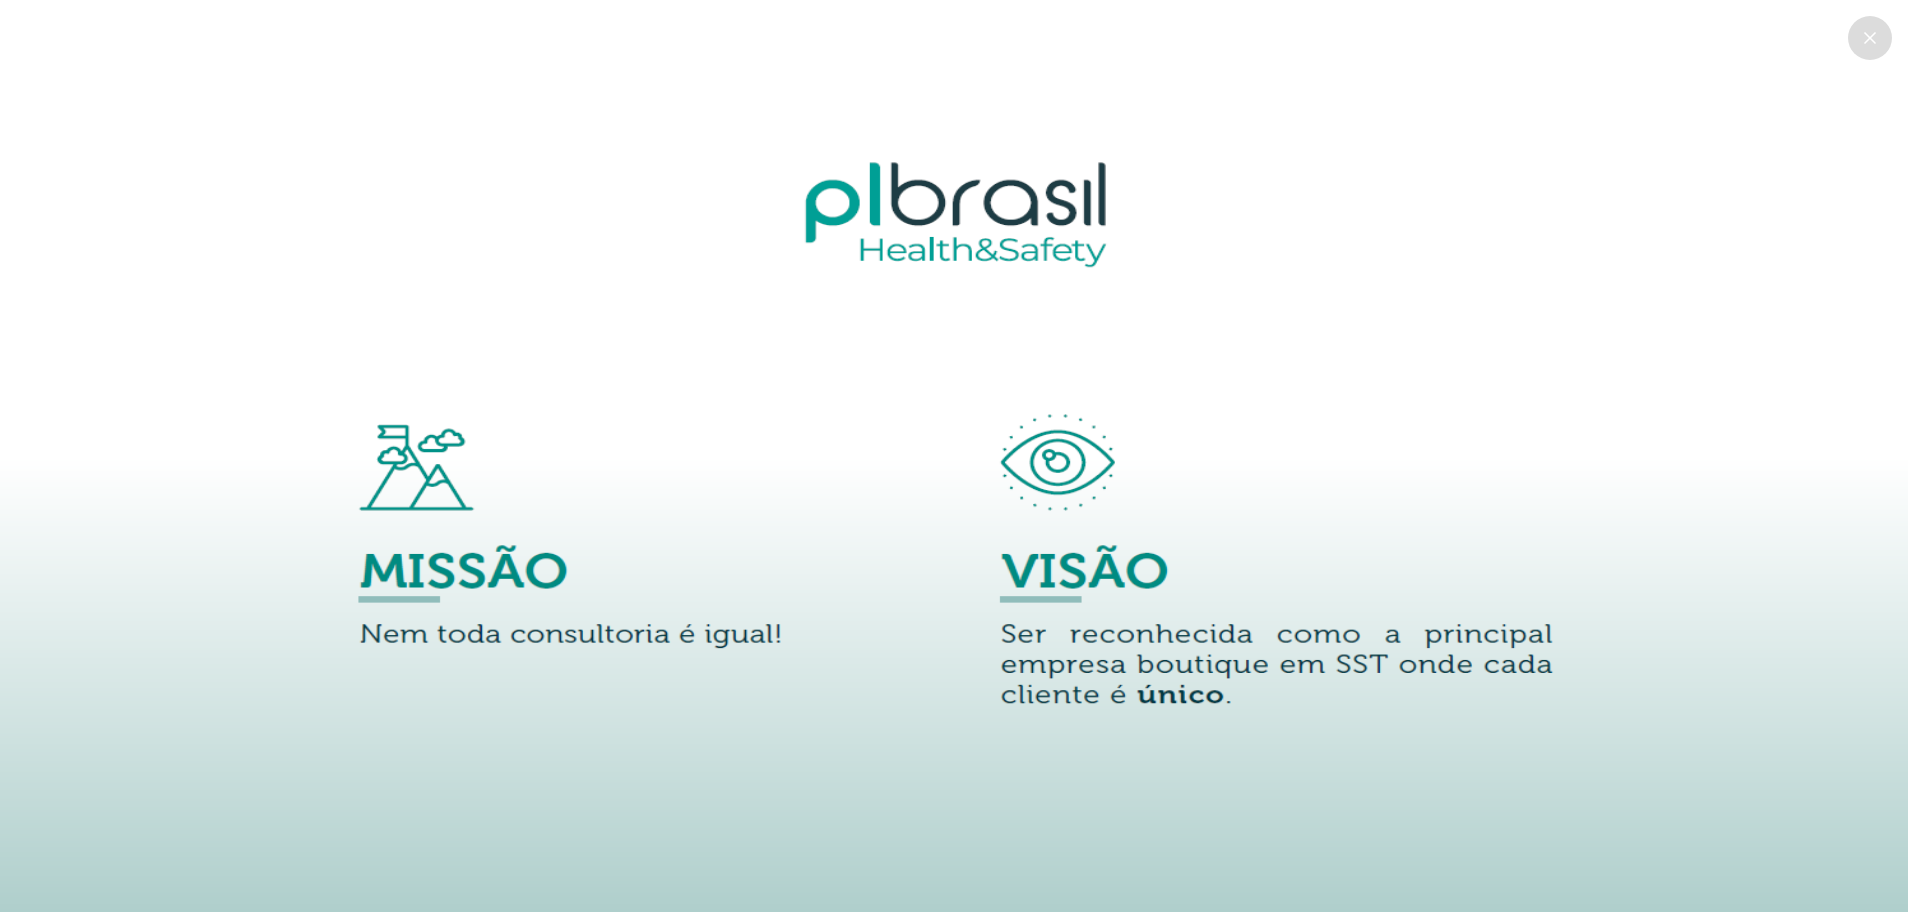 plbrasil
Health&Safety
MISSÃO
Nem toda consultoria é igual!
VISÃO
Ser reconhecida como a principal
empresa boutique em SST onde cada
cliente é único.